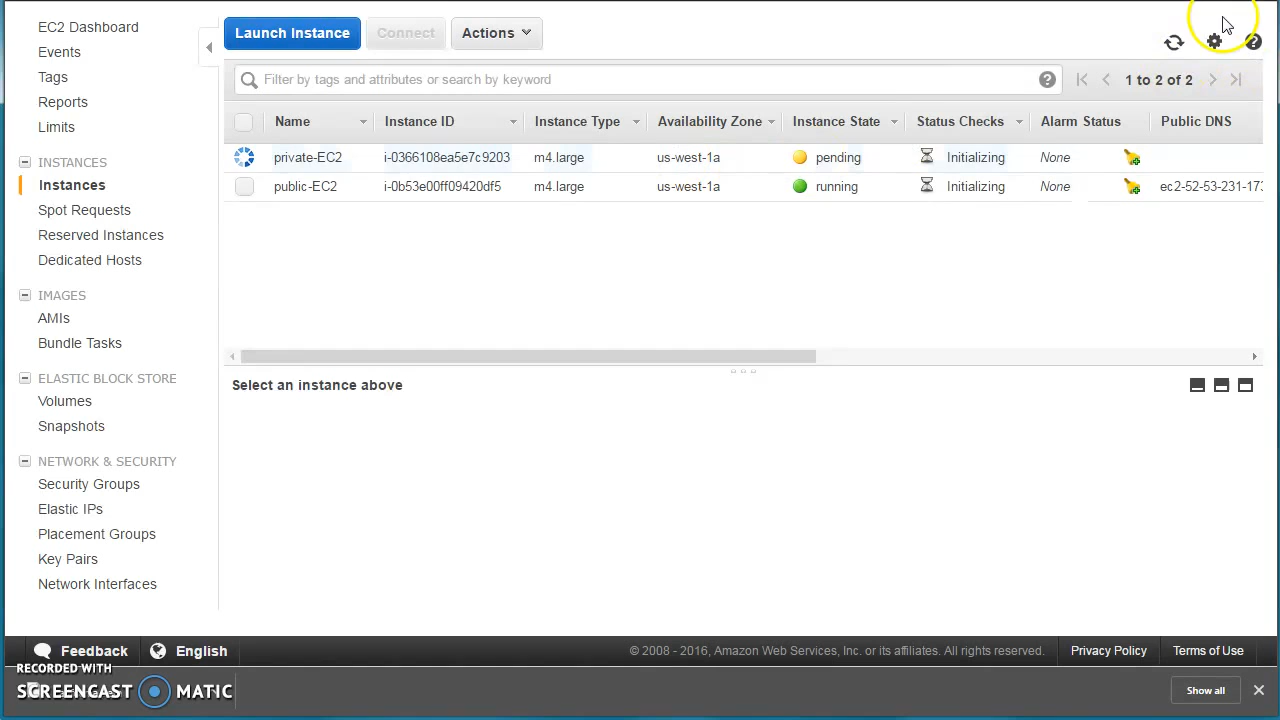 EC2 Dashboard
Events
Tags
Reports
Limits
INSTANCES
Instances
Spot Requests
Reserved Instances
Dedicated Hosts
IMAGES
AMIs
Bundle Tasks
ELASTIC BLOCK STORE
Volumes
Snapshots
NETWORK & SECURITY
Security Groups
Elastic IPs
Placement Groups
Key Pairs
Network Interfaces
Launch Instance Connect Actions
Filter by tags and attributes or search by keyword
1 to 2 of 2
Name Instance ID Instance Type Availability Zone Instance State Status Checks Alarm Status Public DNS
private-EC2 i-0366108ea5e7c9203 m4.large us-west-1a pending Initializing None
public-EC2 i-0b53e00ff09420df5 m4.large us-west-1a running Initializing None ec2-52-53-231-173
Select an instance above
Feedback English © 2008 - 2016, Amazon Web Services, Inc. or its affiliates. All rights reserved. Privacy Policy Terms of Use
RECORDED WITH
SCREENCAST MATIC
Show all